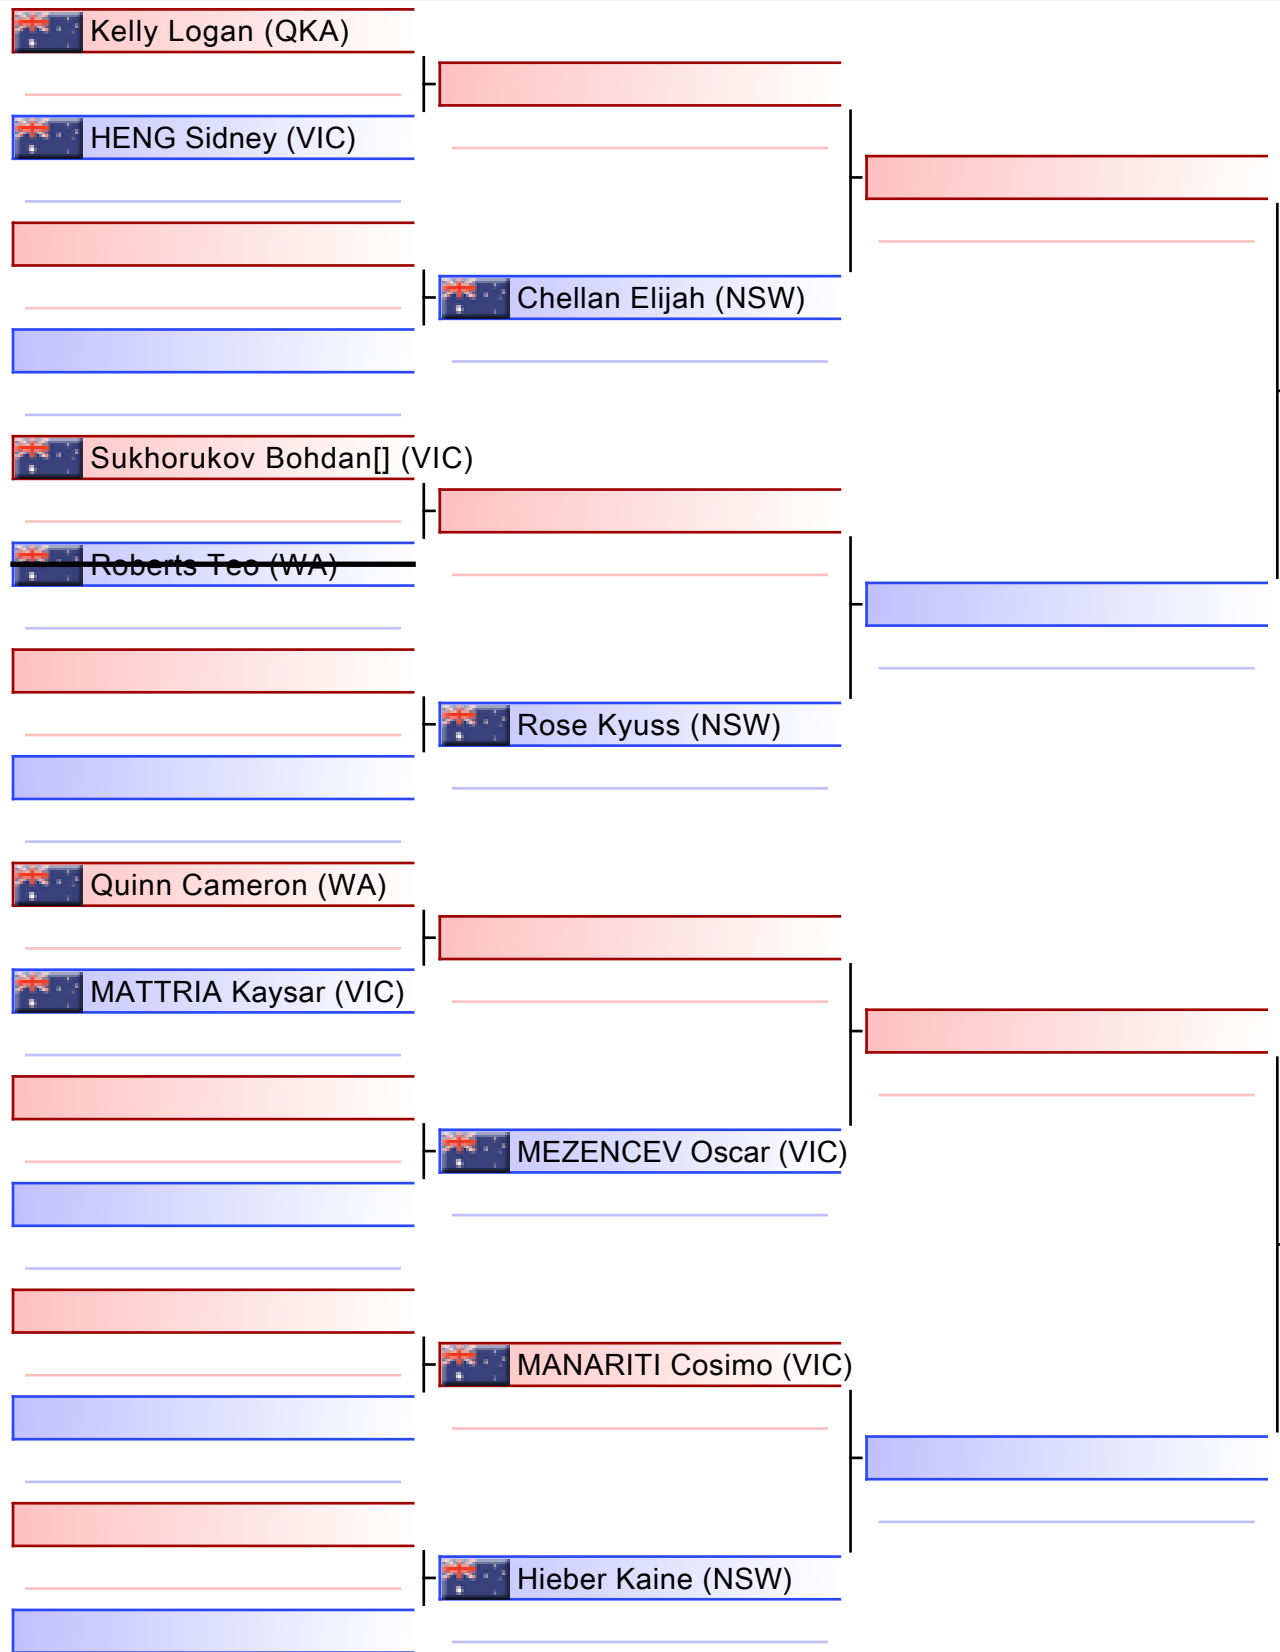 Kelly Logan (QKA)
HENG Sidney (VIC)
Chellan Elijah (NSW)
Sukhorukov Bohdan[] (VIC)
Roberts Teo (WA)
Rose Kyuss (NSW)
Quinn Cameron (WA)
MATTRIA Kaysar (VIC)
MEZENCEV Oscar (VIC)
MANARITI Cosimo (VIC)
Hieber Kaine (NSW)